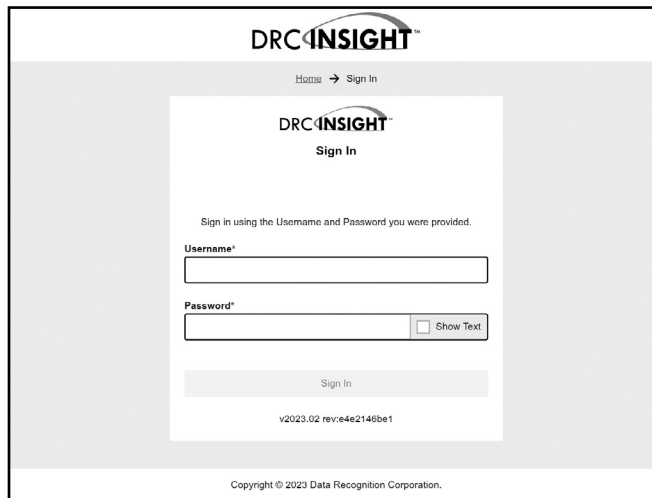 DRC INSIGHT™
Home → Sign In
DRC INSIGHT™
Sign In
Sign in using the Username and Password you were provided.
Username*
Password*
Show Text
Sign In
v2023.02 rev:e4e2146be1
Copyright © 2023 Data Recognition Corporation.